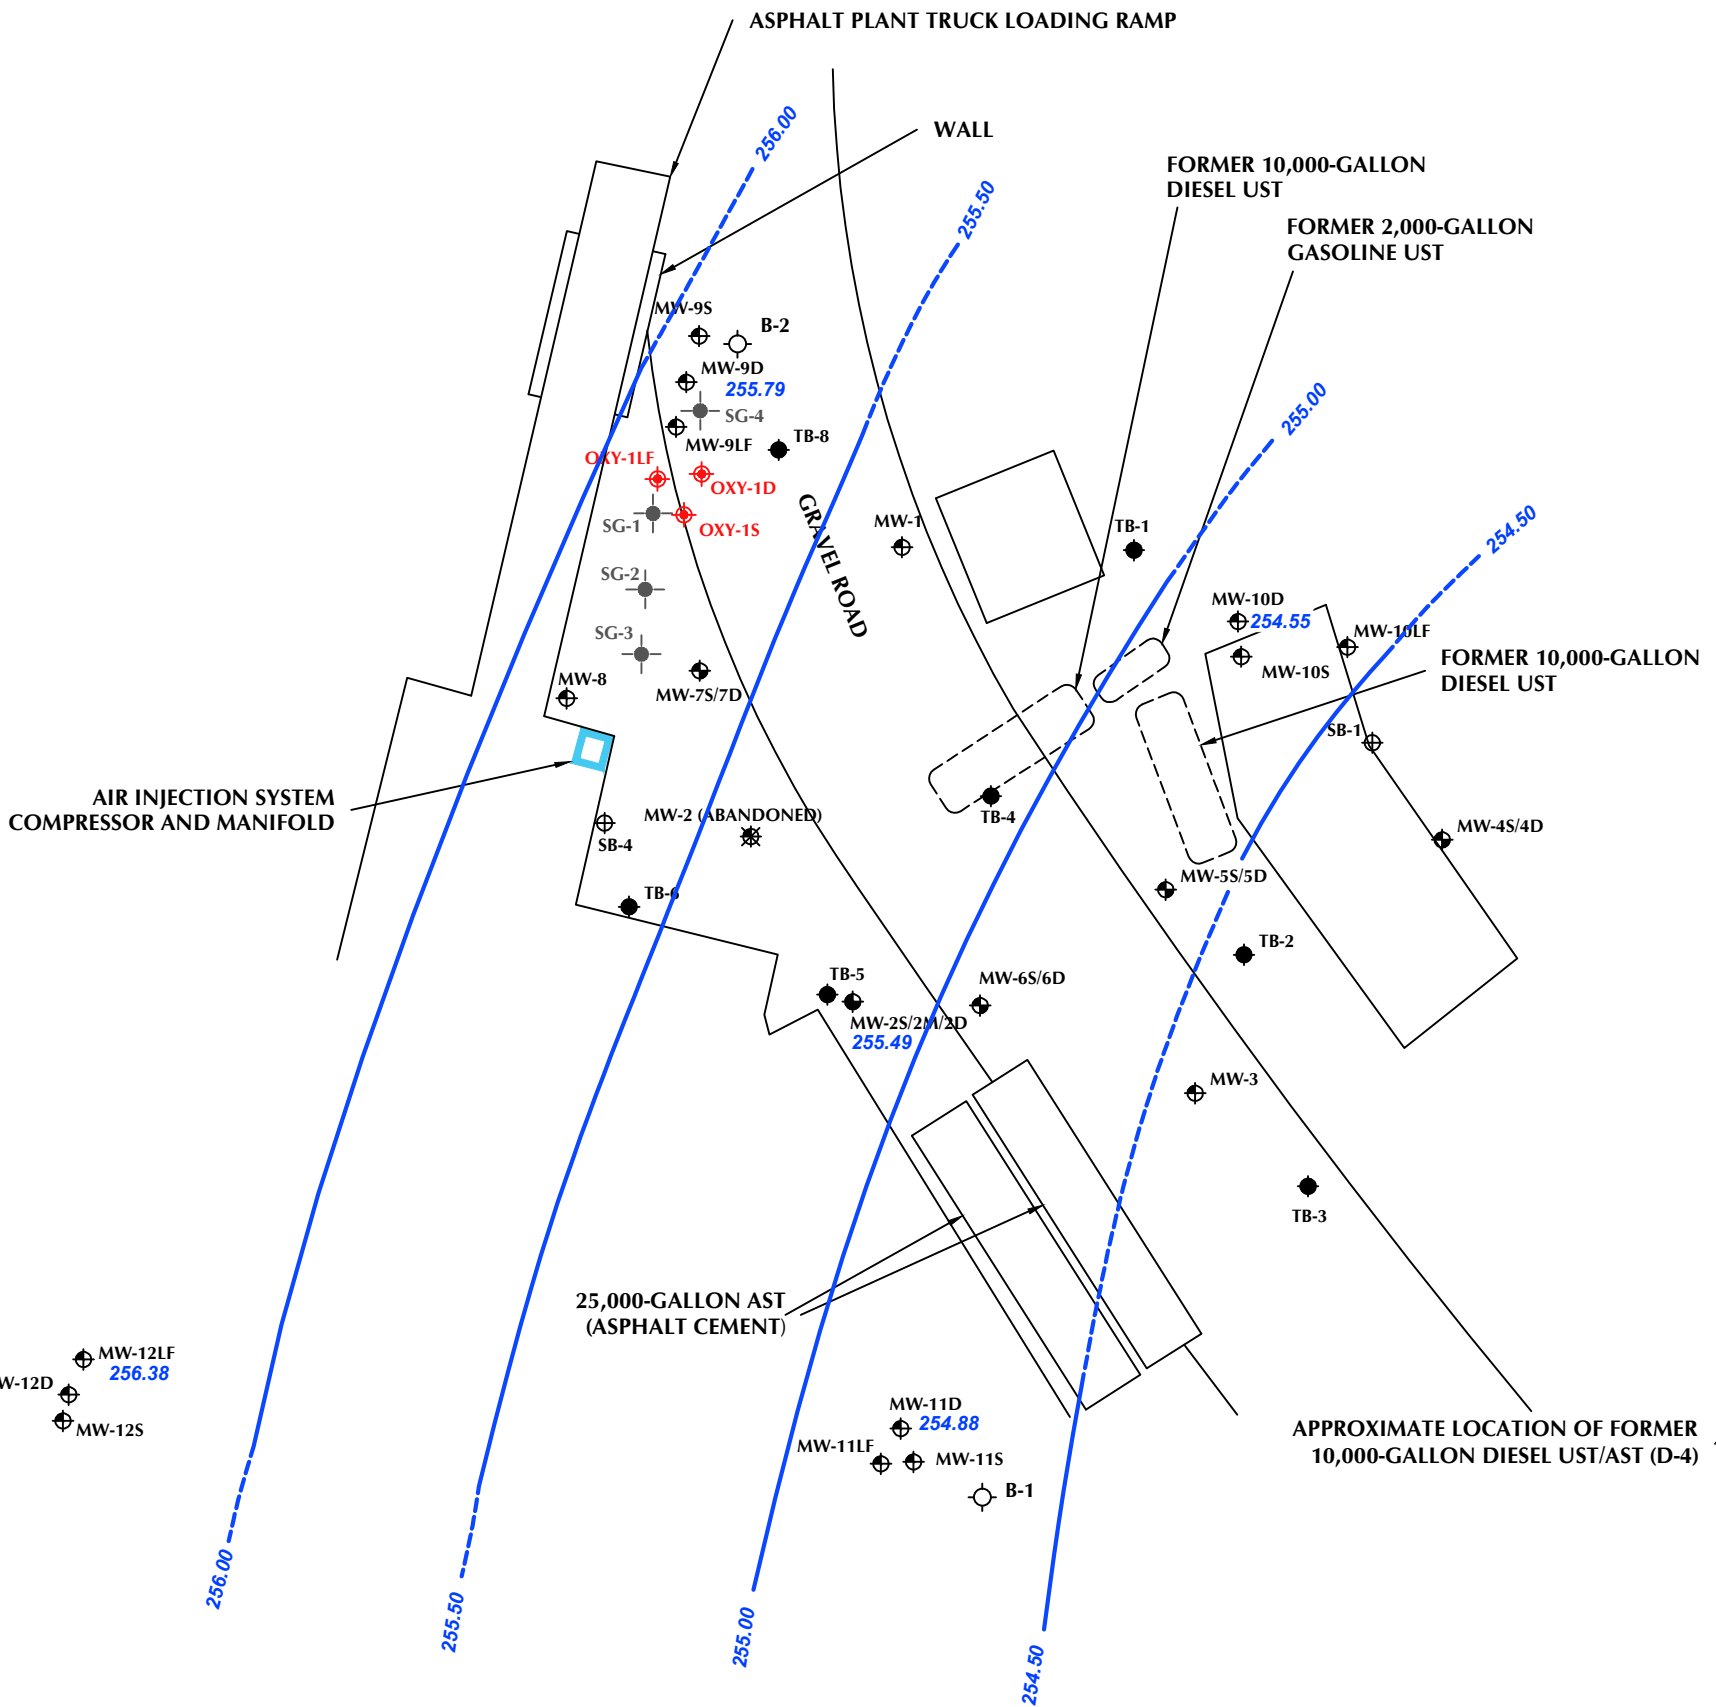 ASPHALT PLANT TRUCK LOADING RAMP
256.00
WALL
FORMER 10,000-GALLON
DIESEL UST
255.50
FORMER 2,000-GALLON
GASOLINE UST
MW-9S
B-2
MW-9D
255.79
SG-4
255.00
MW-9LF
TB-8
OXY-1LF
OXY-1D
SG-1
OXY-1S
GRAVEL ROAD
MW-1
TB-1
254.50
SG-2
MW-10D
254.55
SG-3
MW-10LF
MW-8
MW-7S/7D
MW-10S
FORMER 10,000-GALLON
DIESEL UST
SB-1
AIR INJECTION SYSTEM
COMPRESSOR AND MANIFOLD
MW-2 (ABANDONED)
SB-4
TB-4
MW-4S/4D
MW-5S/5D
TB-6
TB-2
TB-5
MW-6S/6D
MW-2S/2M/2D
255.49
MW-3
TB-3
25,000-GALLON AST
(ASPHALT CEMENT)
MW-12LF
256.38
W-12D
MW-12S
MW-11D
254.88
MW-11LF
MW-11S
B-1
APPROXIMATE LOCATION OF FORMER
10,000-GALLON DIESEL UST/AST (D-4)
256.00
255.50
255.00
254.50